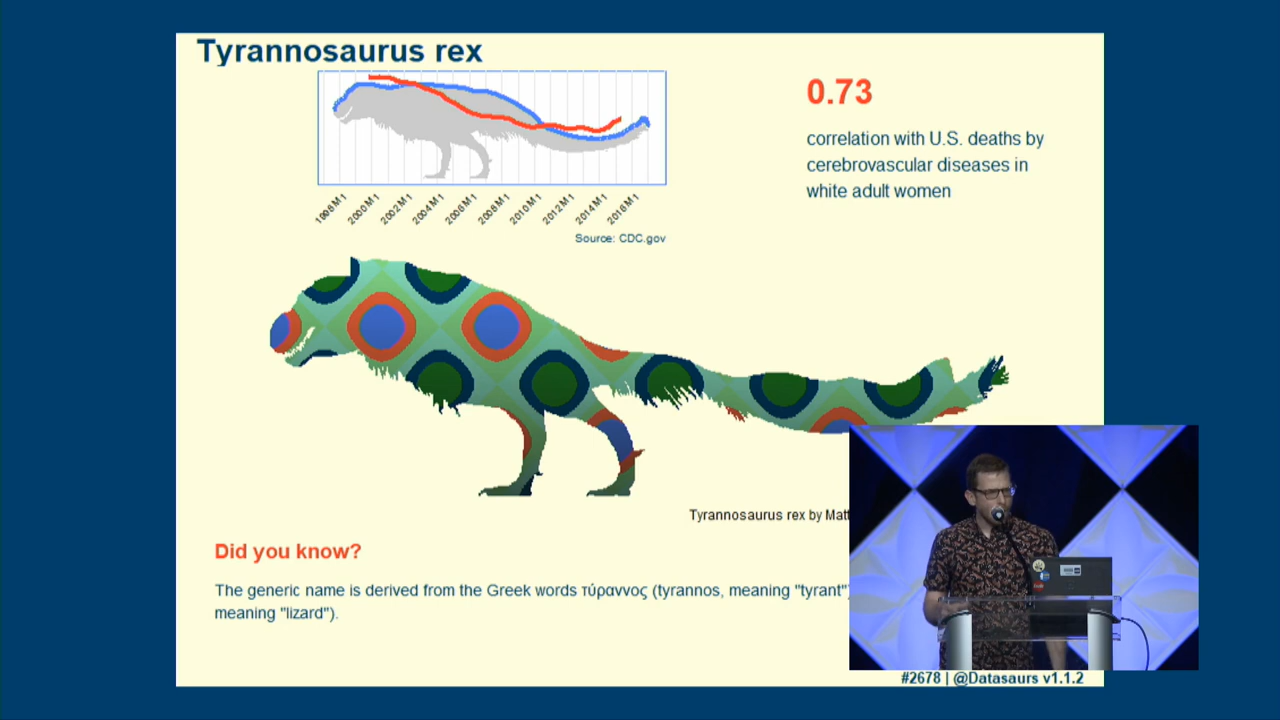 Tyrannosaurus rex
0.73
correlation with U.S. deaths by
cerebrovascular diseases in
white adult women
1998M1 2000M1 2002M1 2004M1 2006M1 2008M1 2010M1 2012M1 2014M1 2016M1
Source: CDC.gov
Tyrannosaurus rex by Matt
Did you know?
The generic name is derived from the Greek words τύραννος (tyrannos, meaning "tyrant")
meaning "lizard").
#2678 | @Datasaurs v1.1.2